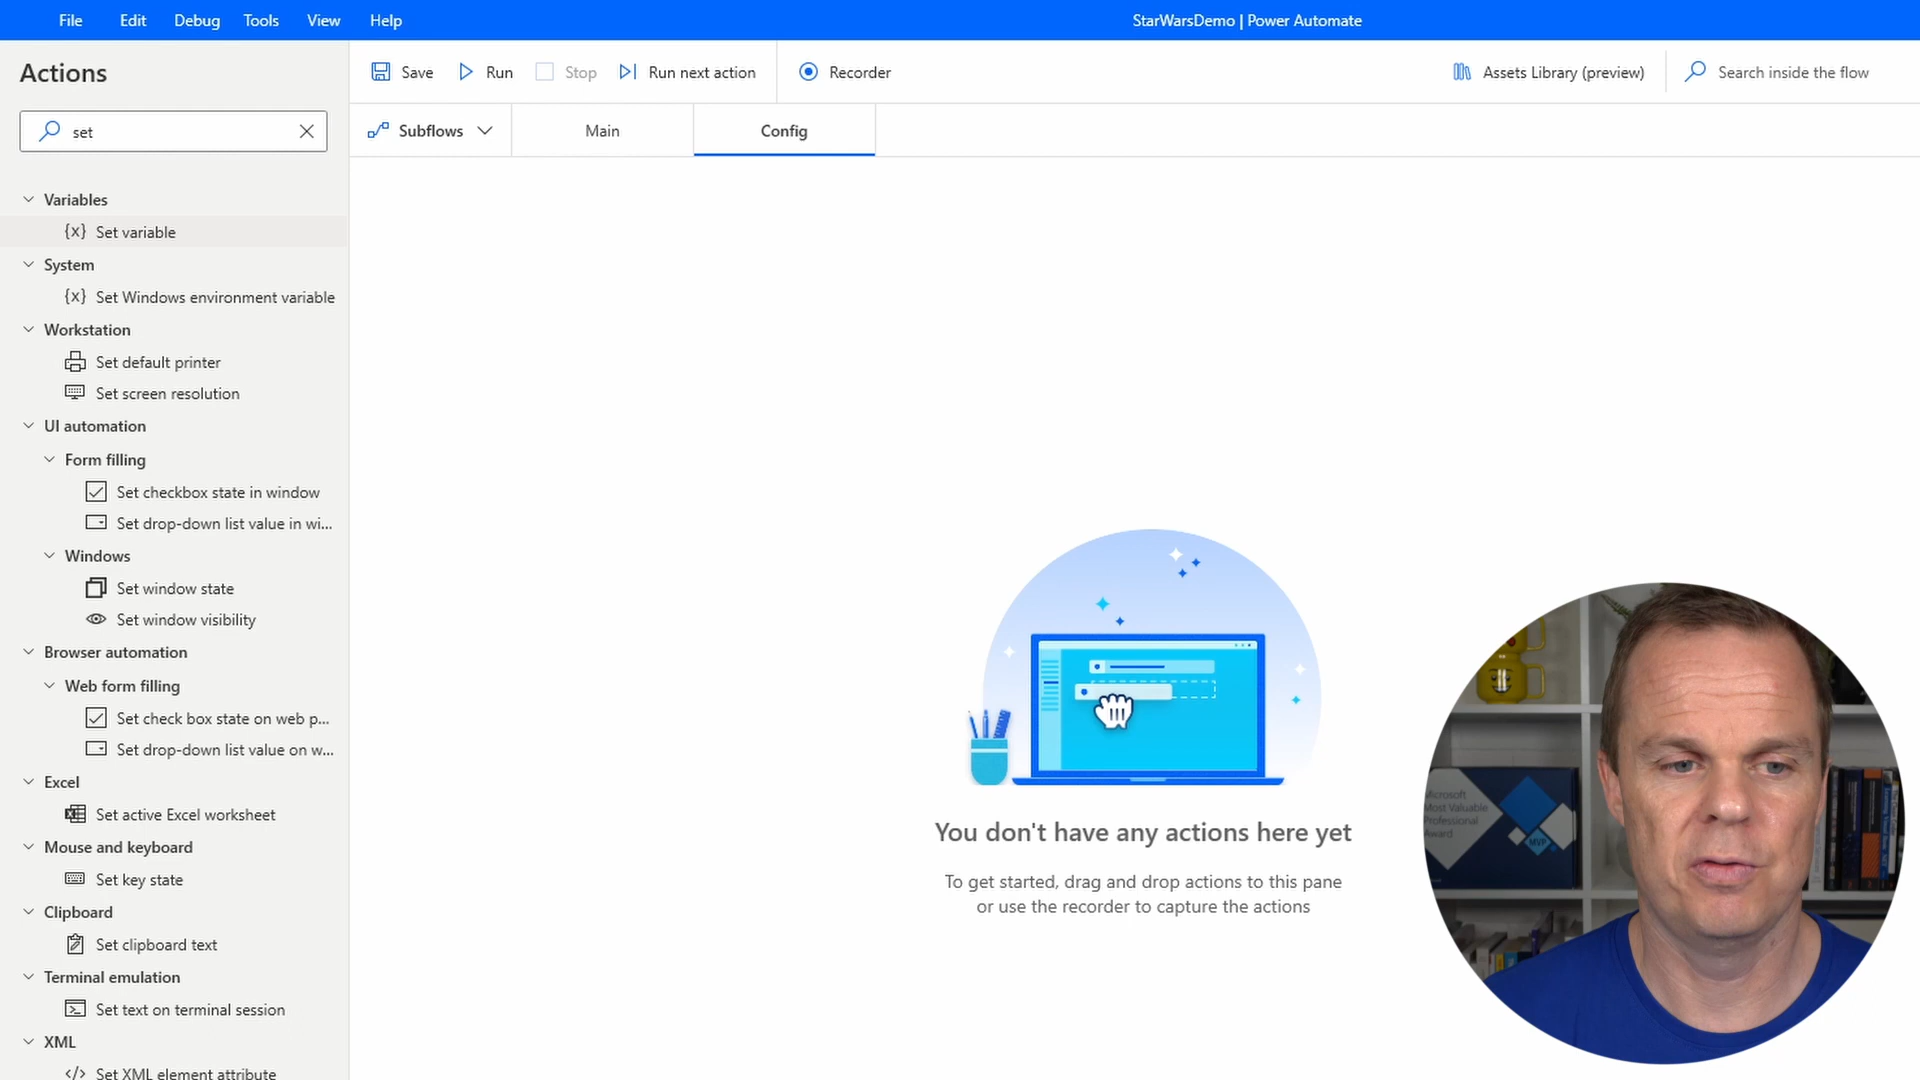 File Edit Debug Tools View Help StarWarsDemo | Power Automate
Actions
Save Run Stop Run next action Recorder Assets Library (preview) Search inside the flow
set
Subflows Main Config
Variables
{x} Set variable
System
{x} Set Windows environment variable
Workstation
Set default printer
Set screen resolution
UI automation
Form filling
Set checkbox state in window
Set drop-down list value in wi...
Windows
Set window state
Set window visibility
Browser automation
Web form filling
Set check box state on web p...
Set drop-down list value on w...
Excel
Set active Excel worksheet
Mouse and keyboard
Set key state
Clipboard
Set clipboard text
Terminal emulation
Set text on terminal session
XML
Set XML element attribute
You don't have any actions here yet
To get started, drag and drop actions to this pane
or use the recorder to capture the actions
Microsoft
Most Valuable
Professional
Award
MVP